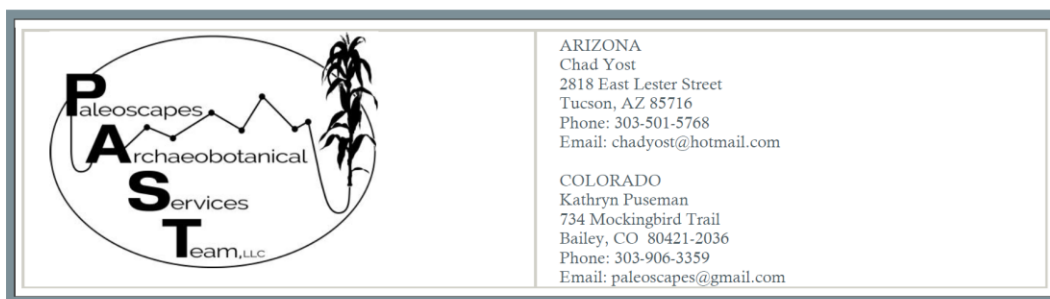 Paleoscapes
Archaeobotanical
Services
Team, LLC
ARIZONA
Chad Yost
2818 East Lester Street
Tucson, AZ 85716
Phone: 303-501-5768
Email: chadyost@hotmail.com
COLORADO
Kathryn Puseman
734 Mockingbird Trail
Bailey, CO  80421-2036
Phone: 303-906-3359
Email: paleoscapes@gmail.com